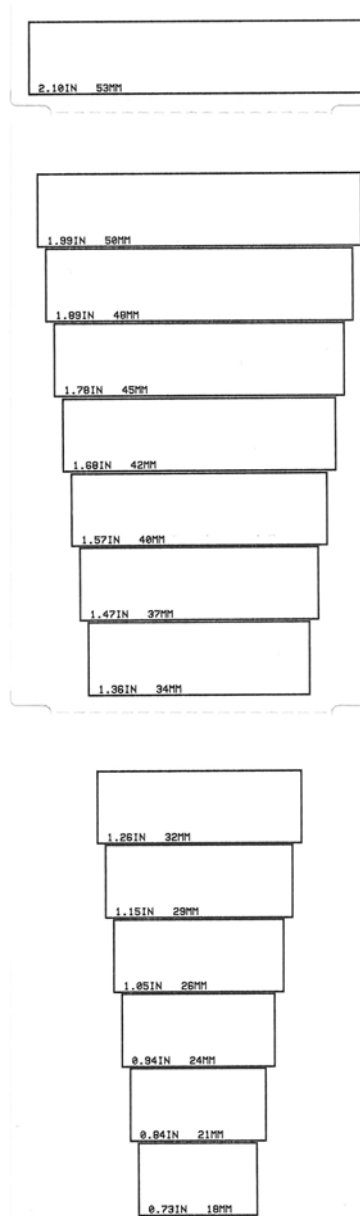 2.10IN 53MM
1.99IN 50MM
1.89IN 48MM
1.78IN 45MM
1.68IN 42MM
1.57IN 40MM
1.47IN 37MM
1.36IN 34MM
1.26IN 32MM
1.15IN 29MM
1.05IN 26MM
0.94IN 24MM
0.84IN 21MM
0.73IN 18MM